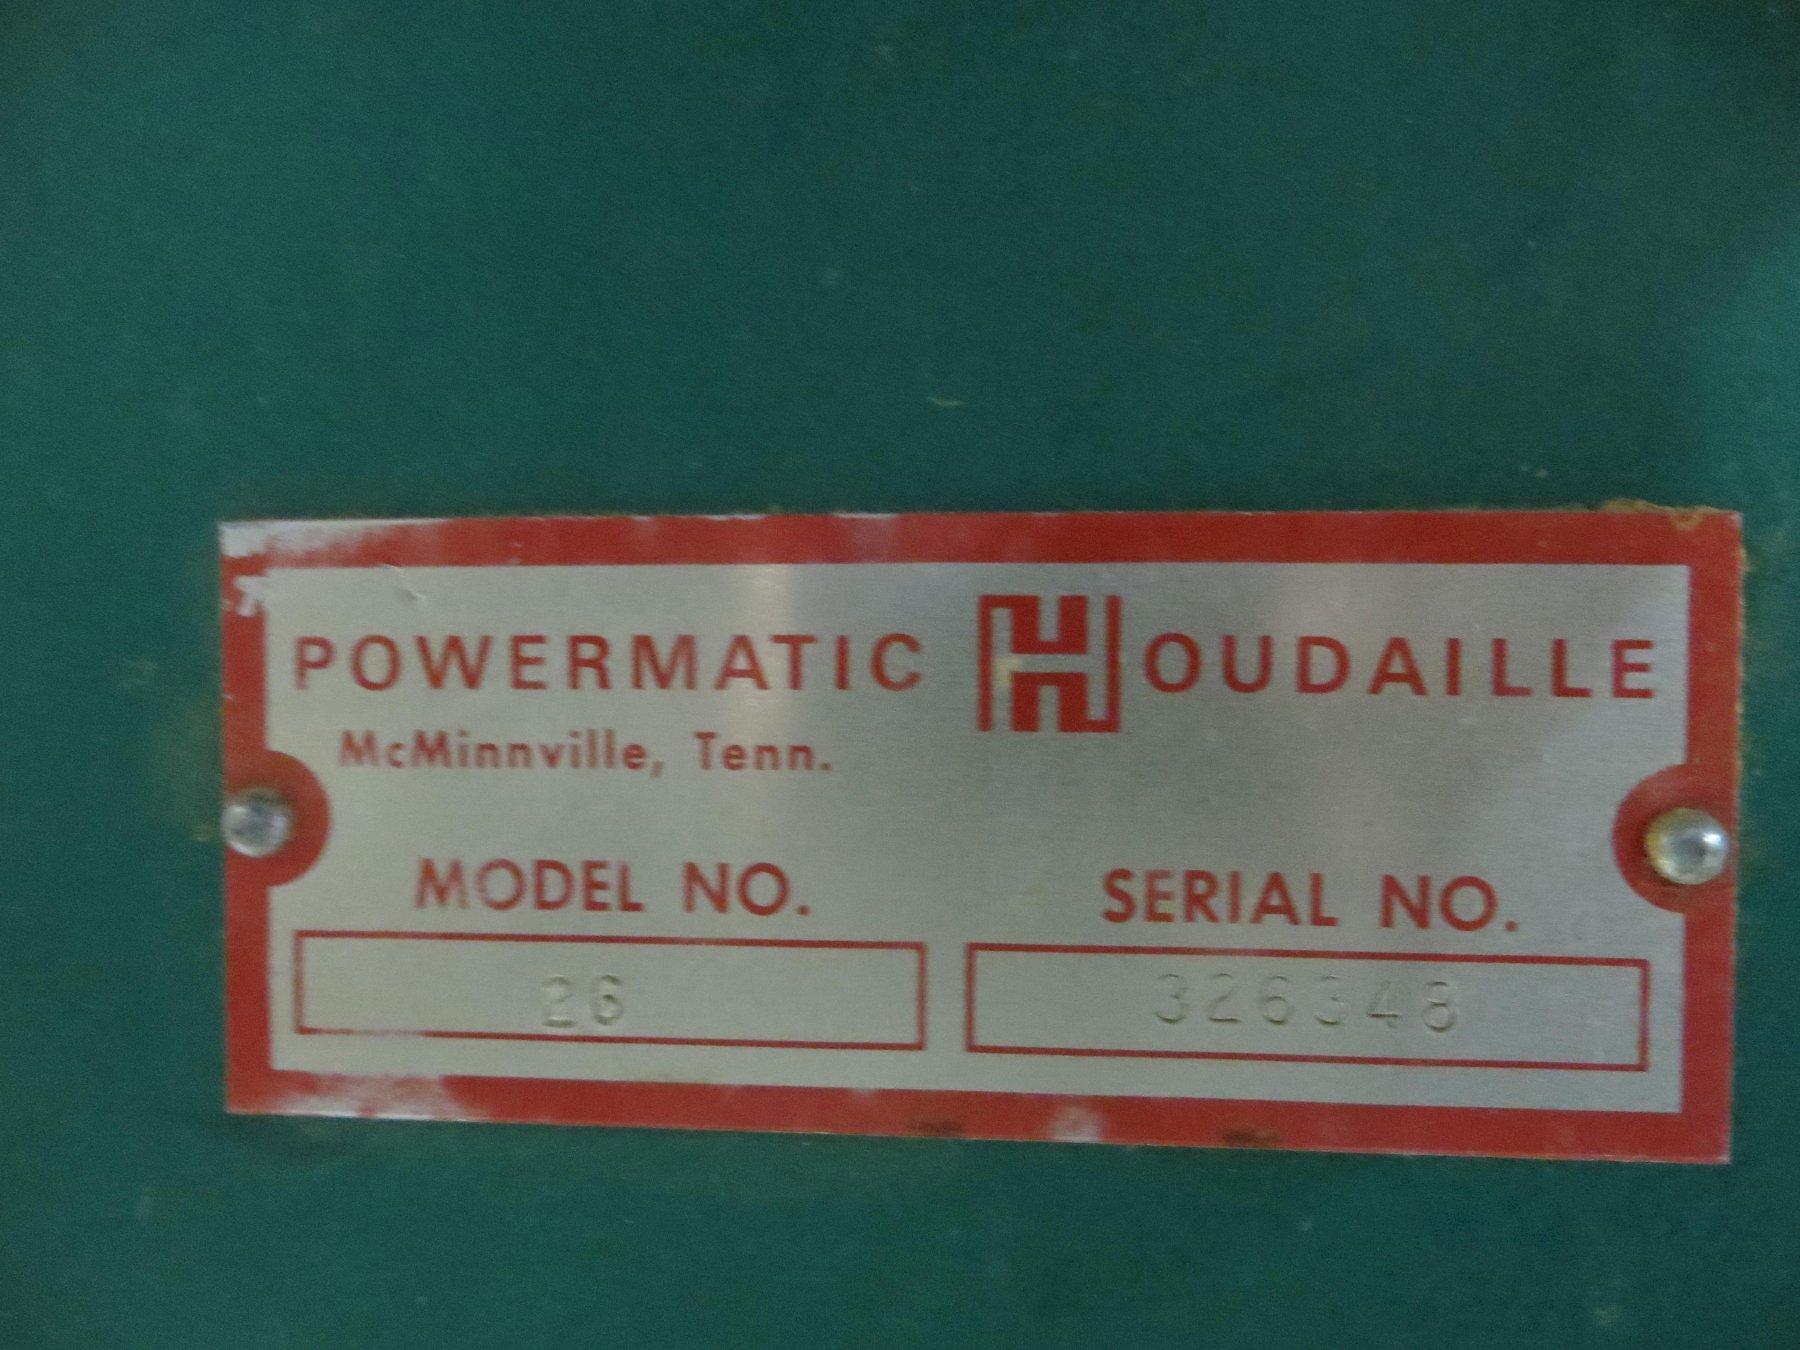 POWERMATIC HOUDAILLE
McMinnville, Tenn.
MODEL NO. SERIAL NO.
26 326348